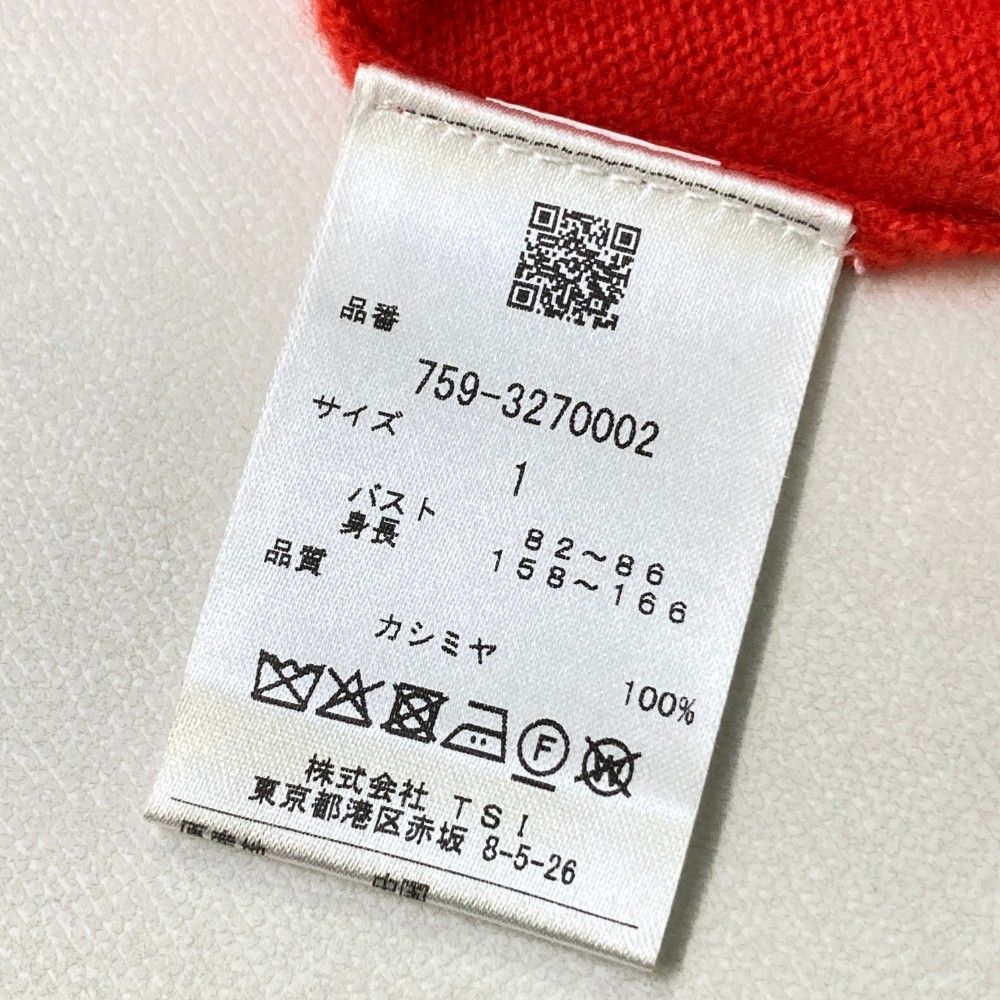 品番
759-3270002
サイズ
1
バスト 82～86
身長 158～166
品質
カシミヤ 100%
F
W
株式会社 TSI
東京都港区赤坂 8-5-26